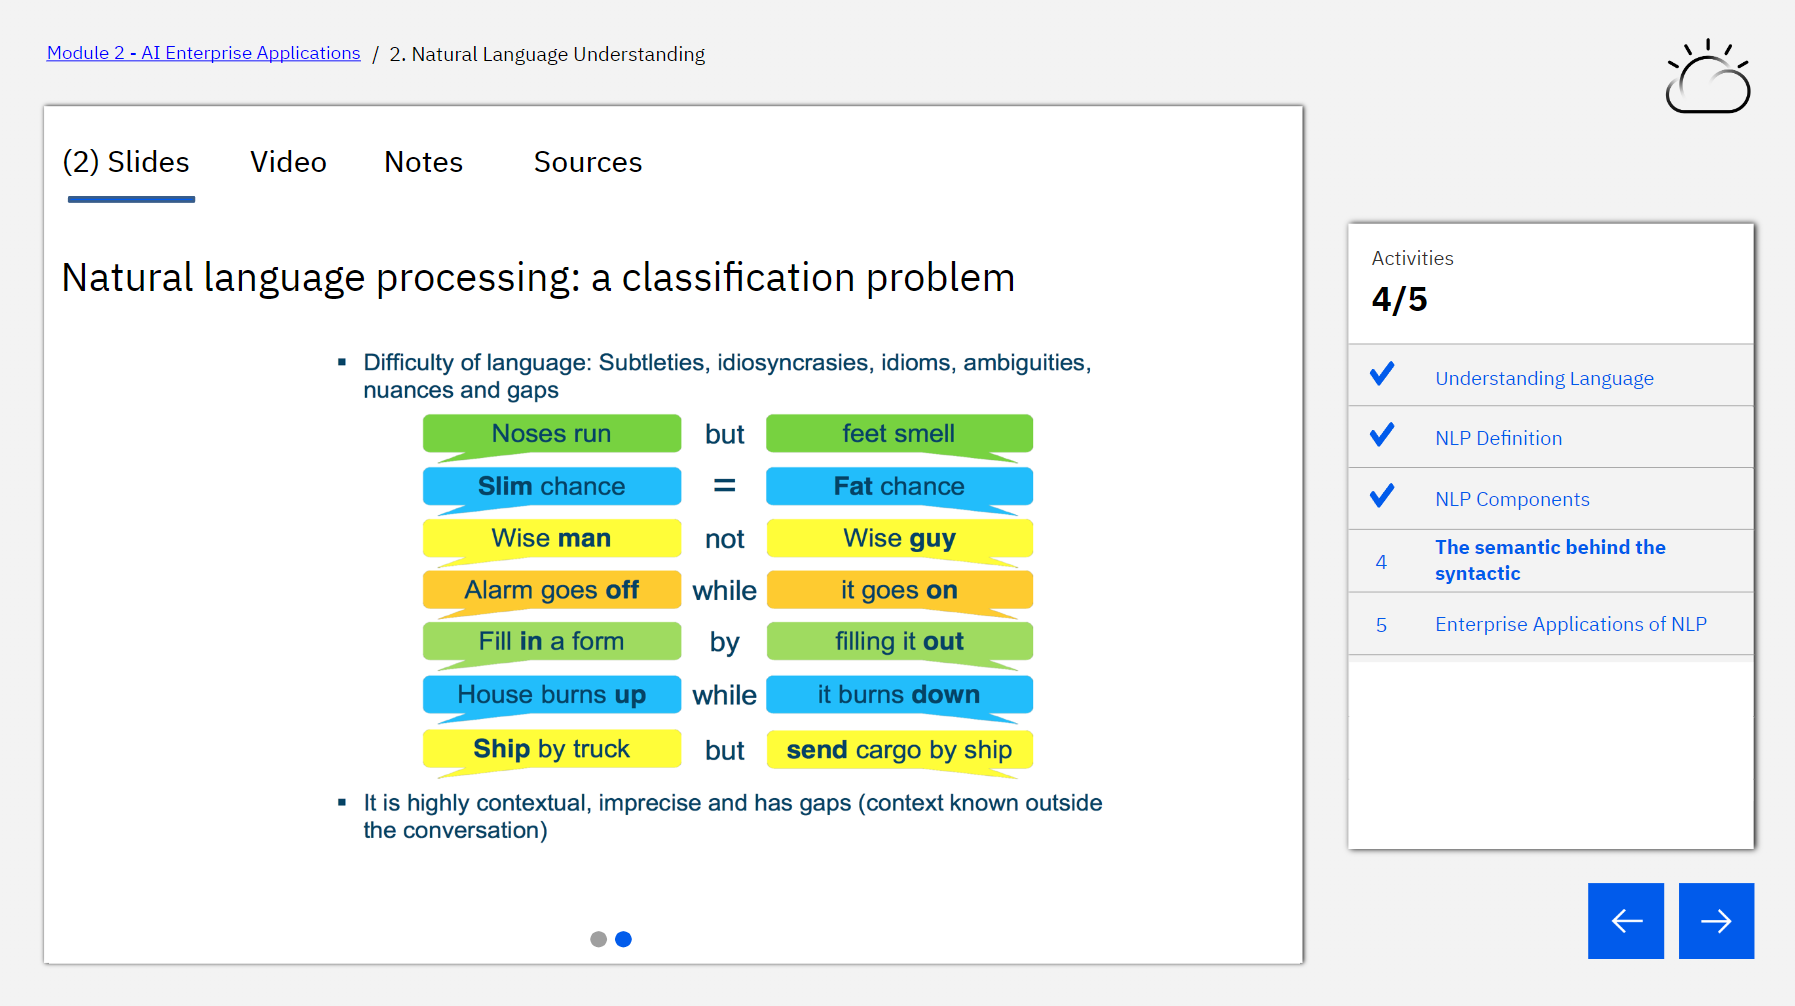 Module 2 - AI Enterprise Applications / 2. Natural Language Understanding
(2) Slides Video Notes Sources
Natural language processing: a classification problem
▪ Difficulty of language: Subtleties, idiosyncrasies, idioms, ambiguities,
nuances and gaps
Noses run but feet smell
Slim chance = Fat chance
Wise man not Wise guy
Alarm goes off while it goes on
Fill in a form by filling it out
House burns up while it burns down
Ship by truck but send cargo by ship
▪ It is highly contextual, imprecise and has gaps (context known outside
the conversation)
Activities
4/5
Understanding Language
NLP Definition
NLP Components
4 The semantic behind the
syntactic
5 Enterprise Applications of NLP